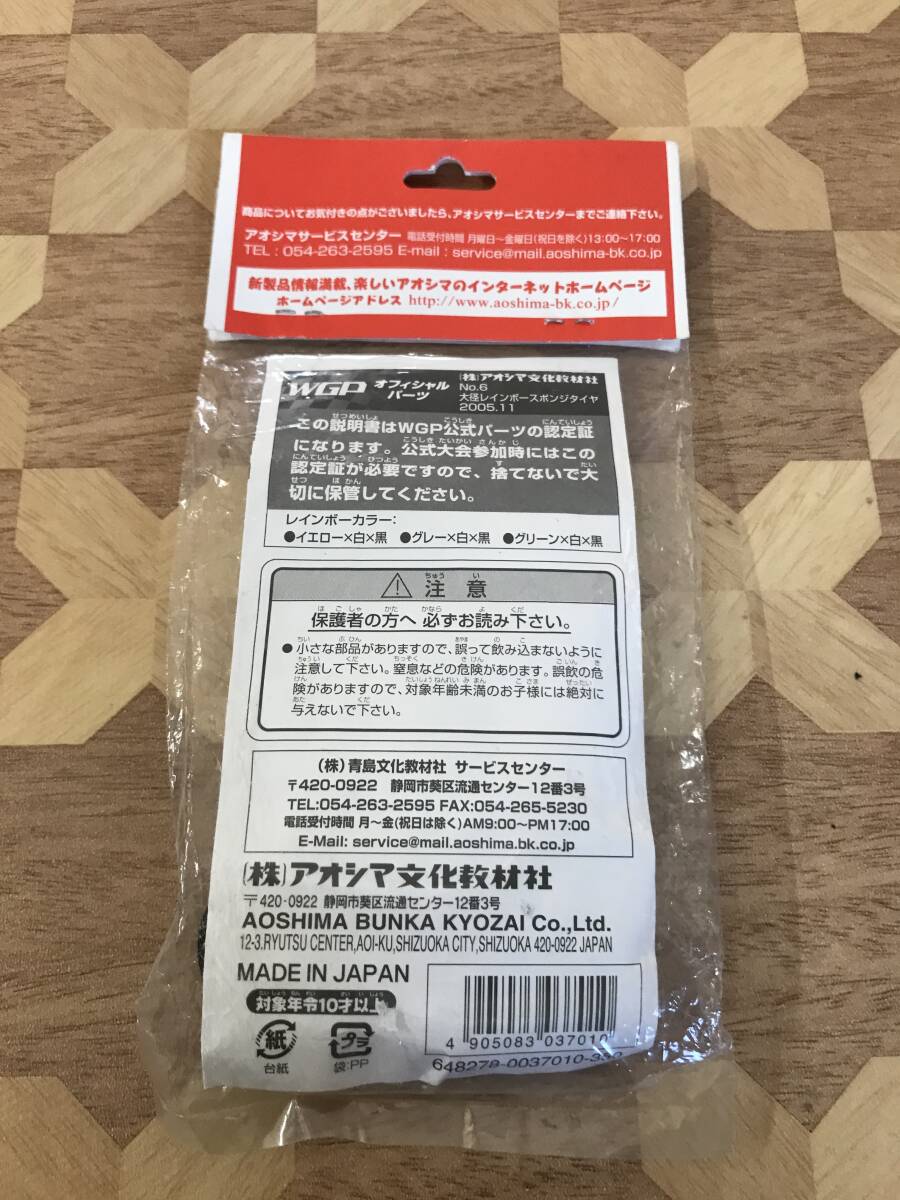 商品についてお気付きの点がございましたら、アオシマサービスセンターまでご連絡下さい。
アオシマサービスセンター 電話受付時間 月曜日〜金曜日(祝日を除く)13:00〜17:00
TEL : 054-263-2595 E-mail : service@mail.aoshima-bk.co.jp
新製品情報満載、楽しいアオシマのインターネットホームページ
ホームページアドレス http://www.aoshima-bk.co.jp/
WGP オフィシャルパーツ
(株)アオシマ文化教材社
No.6
大径レインボースポンジタイヤ
2005.11
この説明書はWGP公式パーツの認定証
になります。公式大会参加時にはこの
認定証が必要ですので、捨てないで大
切に保管してください。
レインボーカラー:
●イエロー×白×黒 ●グレー×白×黒 ●グリーン×白×黒
注意
保護者の方へ 必ずお読み下さい。
●小さな部品がありますので、誤って飲み込まないように
注意して下さい。窒息などの危険があります。誤飲の危
険がありますので、対象年齢未満のお子様には絶対に
与えないで下さい。
(株)青島文化教材社 サービスセンター
〒420-0922 静岡市葵区流通センター12番3号
TEL:054-263-2595 FAX:054-265-5230
電話受付時間 月〜金(祝日は除く)AM9:00〜PM17:00
E-Mail: service@mail.aoshima.bk.co.jp
(株)アオシマ文化教材社
〒420-0922 静岡市葵区流通センター12番3号
AOSHIMA BUNKA KYOZAI Co.,Ltd.
12-3.RYUTSU CENTER,AOI-KU,SHIZUOKA CITY,SHIZUOKA 420-0922 JAPAN
MADE IN JAPAN
対象年令10才以上
紙
台紙
プラ
袋:PP
4 905083 037010
648278-0037010-